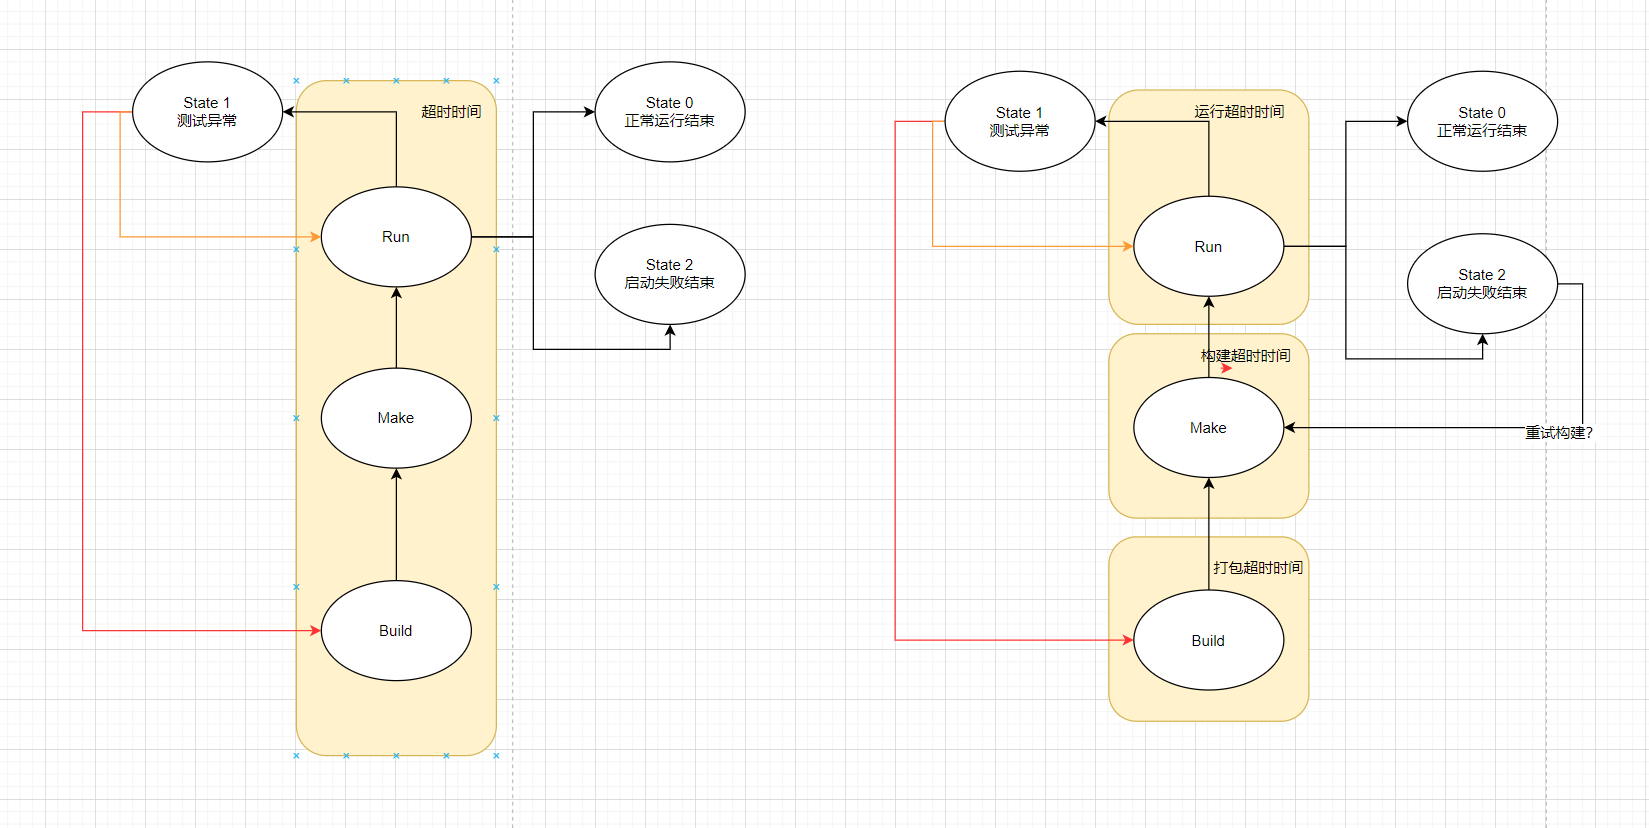 State 1
测试异常
超时时间
State 0
正常运行结束
Run
State 2
启动失败结束
Make
Build
State 1
测试异常
运行超时时间
State 0
正常运行结束
Run
State 2
启动失败结束
构建超时时间
Make
重试构建?
打包超时时间
Build